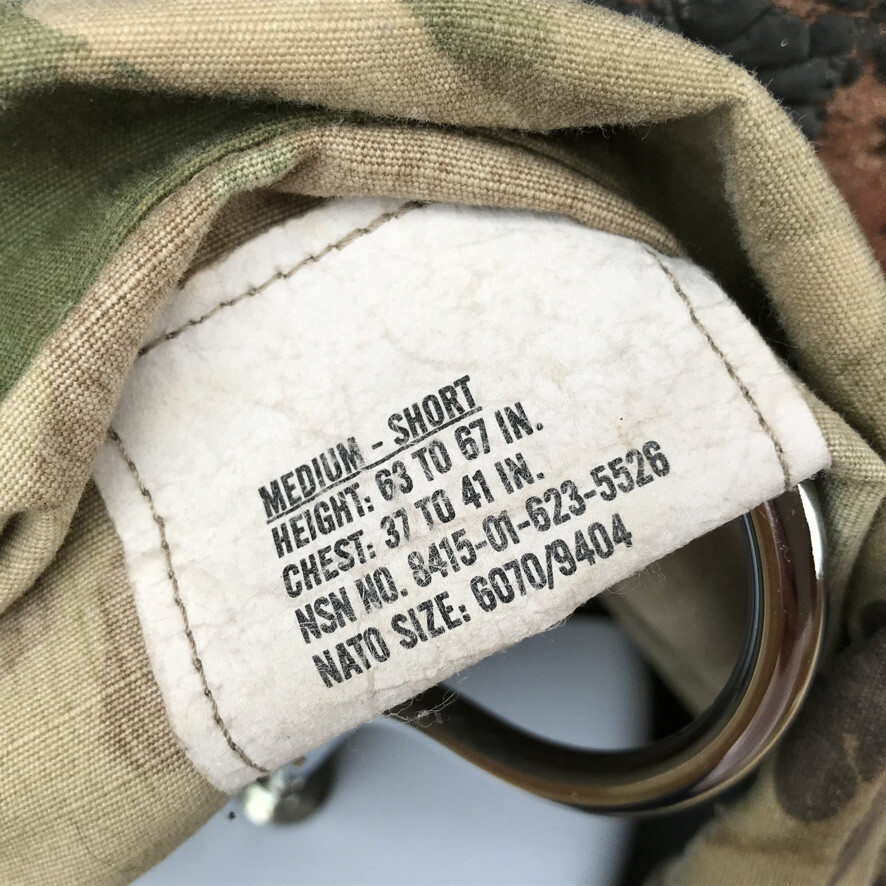 MEDIUM - SHORT
HEIGHT: 63 TO 67 IN.
CHEST: 37 TO 41 IN.
NSN NO. 8415-01-623-5526
NATO SIZE: 6070/9404